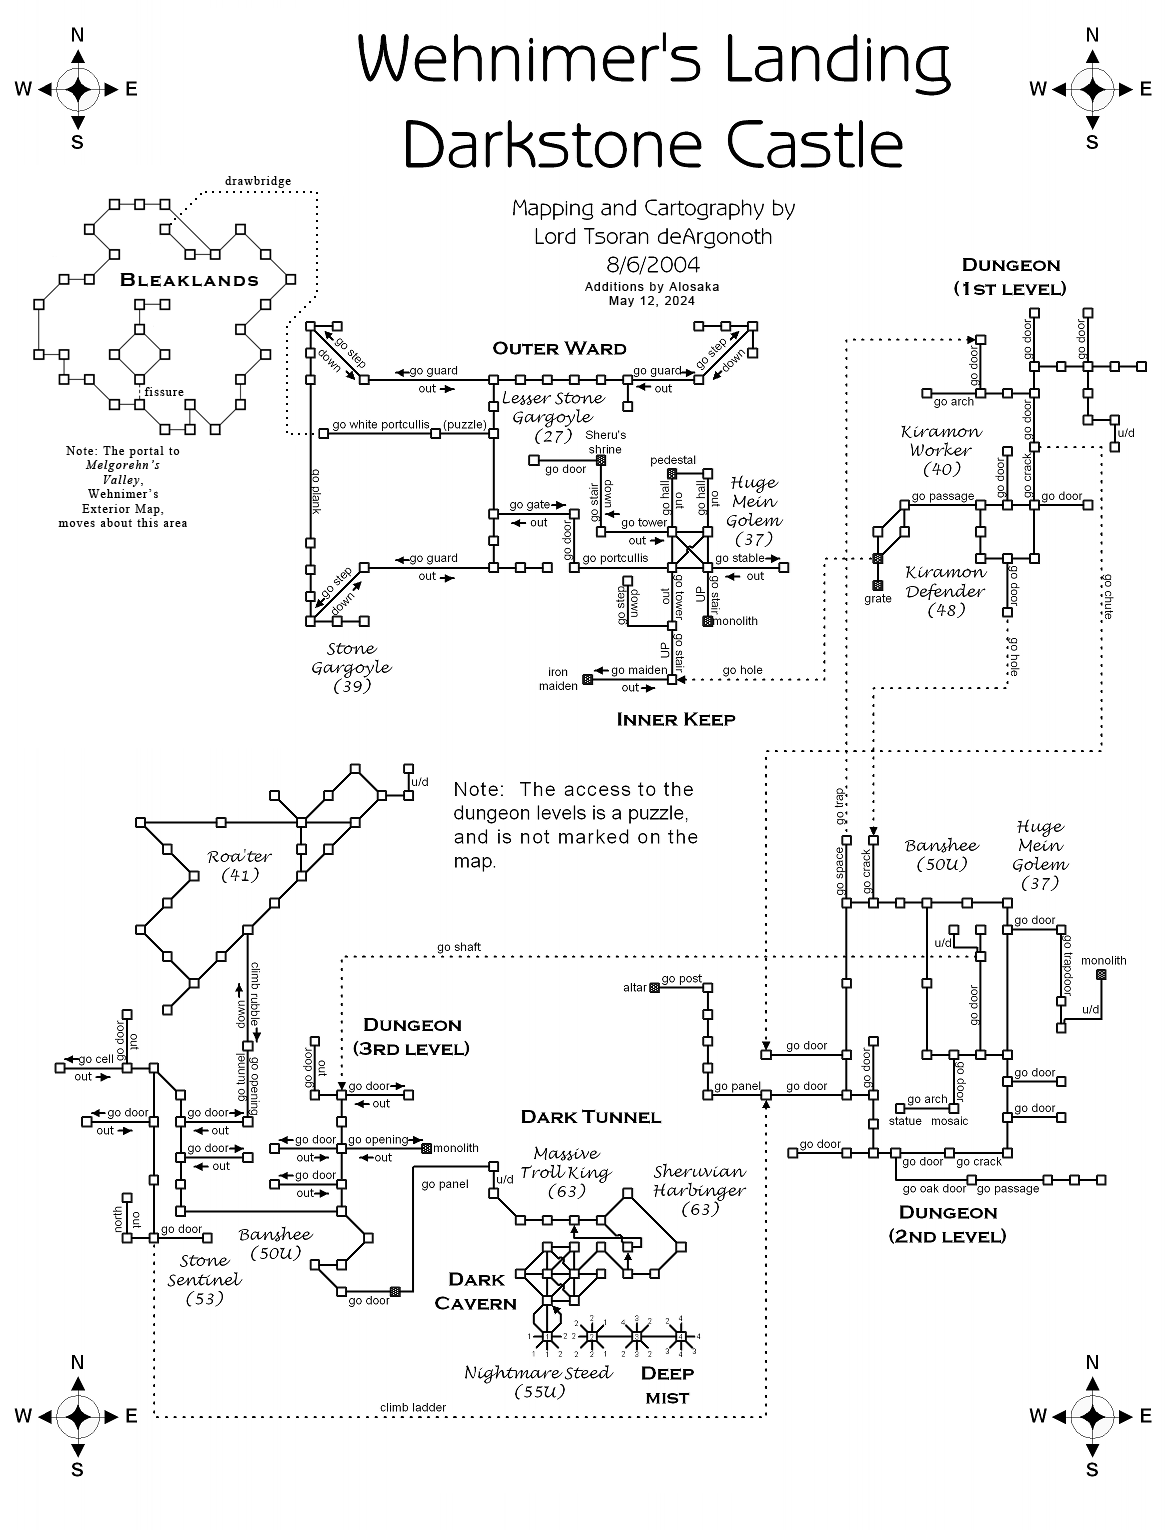 N
W E
S
N
W E
S
Wehnimer's Landing
Darkstone Castle
Mapping and Cartography by
Lord Tsoran deArgonoth
8/6/2004
Additions by Alosaka
May 12, 2024
drawbridge
BLEAKLANDS
fissure
Note: The portal to
Melgorehn's
Valley,
Wehnimer's
Exterior Map,
moves about this area
OUTER WARD
go step
down
go guard
out
go guard
out
go step
down
Lesser Stone
Gargoyle
(27)
go white portcullis
(puzzle)
go plank
Sheru's
shrine
go door
go stair
down
pedestal
go hall
out
go hall
out
Huge
Mein
Golem
(37)
go gate
out
go door
go tower
out
go portcullis
go stable
out
go guard
out
go step
down
go step
down
out
go tower
UP
go stair
monolith
UP
go stair
Stone
Gargoyle
(39)
iron
maiden
go maiden
out
go hole
INNER KEEP
DUNGEON
(1ST LEVEL)
go door
go door
go door
go arch
go door
u/d
Kiramon
Worker
(40)
go door
go crack
go passage
go door
Kiramon
Defender
(48)
grate
go door
go hole
go chute
Note: The access to the
dungeon levels is a puzzle,
and is not marked on the
map.
u/d
Roa'ter
(41)
go trap
go space
go crack
Banshee
(50U)
Huge
Mein
Golem
(37)
go door
u/d
go trapdoor
monolith
u/d
go door
go shaft
altar
go post
go door
go door
go panel
go door
go door
go door
go arch
statue
mosaic
go door
go door
go door
go crack
go oak door
go passage
DUNGEON
(2ND LEVEL)
climb rubble
down
go tunnel
go opening
DUNGEON
(3RD LEVEL)
go door
out
go cell
out
go door
out
go door
out
go door
out
go door
out
go door
out
go door
out
go opening
out
monolith
go door
out
go panel
north
out
go door
Stone
Sentinel
(53)
Banshee
(50U)
go door
DARK TUNNEL
Massive
Troll King
(63)
Sheruvian
Harbinger
(63)
u/d
DARK
CAVERN
Nightmare Steed
(55U)
DEEP
MIST
climb ladder
N
W E
S
N
W E
S